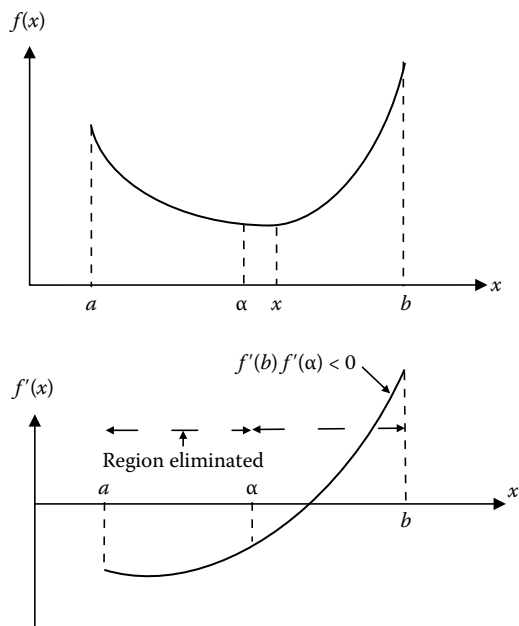 f(x)
x
a α x b
f′(b) f′(α) < 0
f′(x)
Region eliminated
a α x
b